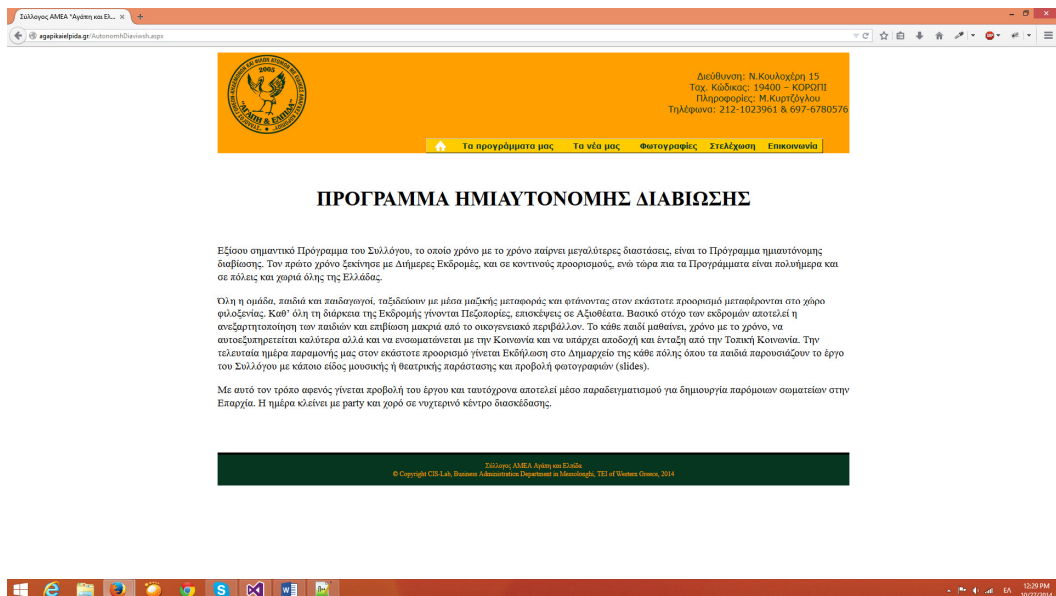 Σύλλογος ΑΜΕΑ "Αγάπη και Ελ...
agapikaielpida.gr/AutonomhDiaviwsh.aspx
2005
"ΑΓΑΠΗ & ΕΛΠΙΔΑ"
Διεύθυνση: Ν.Κουλοχέρη 15
Ταχ. Κώδικας: 19400 – ΚΟΡΩΠΙ
Πληροφορίες: Μ.Κυρτζόγλου
Τηλέφωνα: 212-1023961 & 697-6780576
Τα προγράμματα μας Τα νέα μας Φωτογραφίες Στελέχωση Επικοινωνία
ΠΡΟΓΡΑΜΜΑ ΗΜΙΑΥΤΟΝΟΜΗΣ ΔΙΑΒΙΩΣΗΣ
Εξίσου σημαντικό Πρόγραμμα του Συλλόγου, το οποίο χρόνο με το χρόνο παίρνει μεγαλύτερες διαστάσεις, είναι το Πρόγραμμα ημιαυτόνομης
διαβίωσης. Τον πρώτο χρόνο ξεκίνησε με Διήμερες Εκδρομές, και σε κοντινούς προορισμούς, ενώ τώρα πια τα Προγράμματα είναι πολυήμερα και
σε πόλεις και χωριά όλης της Ελλάδας.
Όλη η ομάδα, παιδιά και παιδαγωγοί, ταξιδεύουν με μέσα μαζικής μεταφοράς και φτάνοντας στον εκάστοτε προορισμό μεταφέρονται στο χώρο
φιλοξενίας. Καθ' όλη τη διάρκεια της Εκδρομής γίνονται Πεζοπορίες, επισκέψεις σε Αξιοθέατα. Βασικό στόχο των εκδρομών αποτελεί η
ανεξαρτητοποίηση των παιδιών και επιβίωση μακριά από το οικογενειακό περιβάλλον. Το κάθε παιδί μαθαίνει, χρόνο με το χρόνο, να
αυτοεξυπηρετείται καλύτερα αλλά και να ενσωματώνεται με την Κοινωνία και να υπάρχει αποδοχή και ένταξη από την Τοπική Κοινωνία. Την
τελευταία ημέρα παραμονής μας στον εκάστοτε προορισμό γίνεται Εκδήλωση στο Δημαρχείο της κάθε πόλης όπου τα παιδιά παρουσιάζουν το έργο
του Συλλόγου με κάποιο είδος μουσικής ή θεατρικής παράστασης και προβολή φωτογραφιών (slides).
Με αυτό τον τρόπο αφενός γίνεται προβολή του έργου και ταυτόχρονα αποτελεί μέσο παραδειγματισμού για δημιουργία παρόμοιων σωματείων στην
Επαρχία. Η ημέρα κλείνει με party και χορό σε νυχτερινό κέντρο διασκέδασης.
Σύλλογος ΑΜΕΑ Αγάπη και Ελπίδα
© Copyright CIS-Lab, Business Administration Department in Messolonghi, TEI of Western Greece, 2014
ΕΛ
12:29 PM
10/27/2014